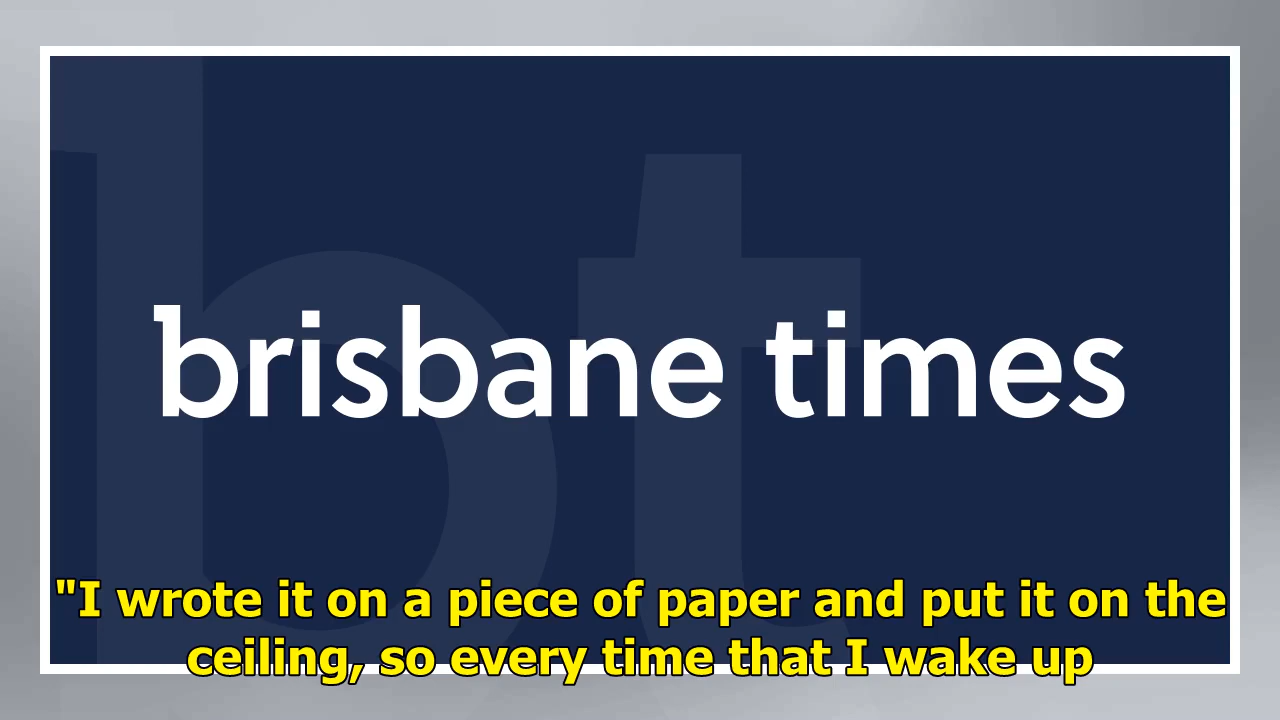 brisbane times
"I wrote it on a piece of paper and put it on the
ceiling, so every time that I wake up